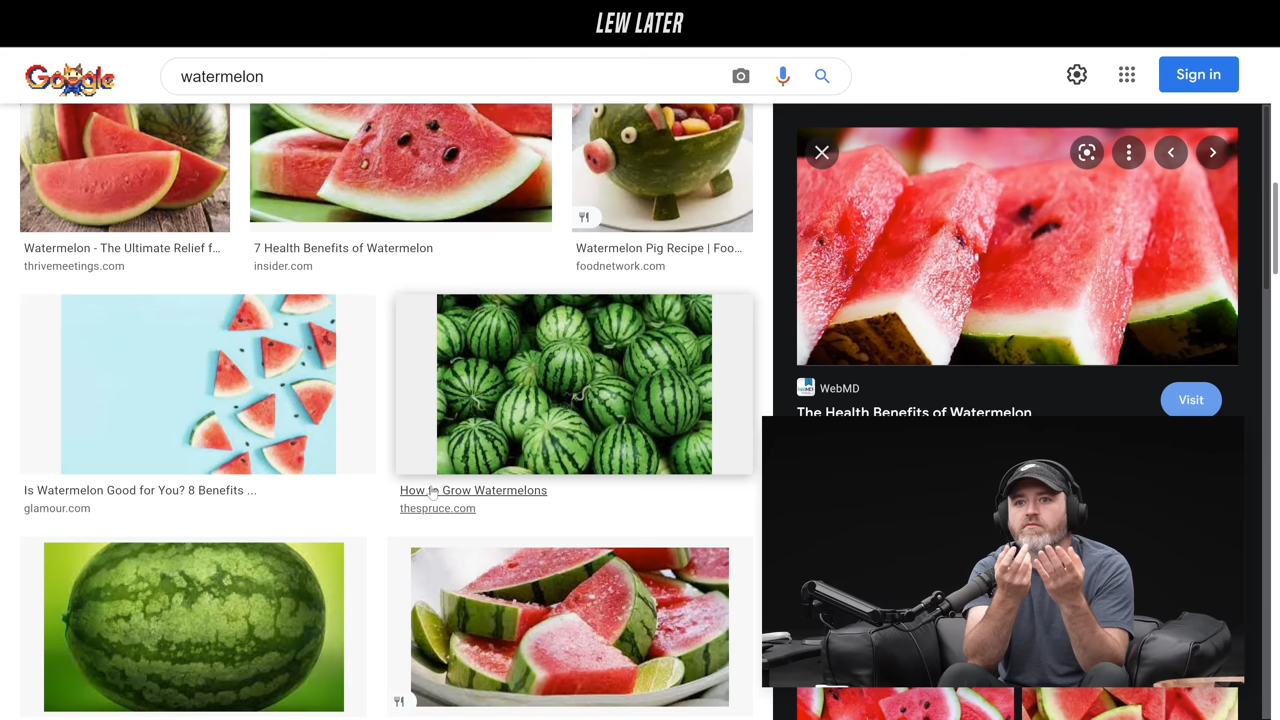 LEW LATER
Google
watermelon
Sign in
Watermelon - The Ultimate Relief f...
thrivemeetings.com
7 Health Benefits of Watermelon
insider.com
Watermelon Pig Recipe | Foo...
foodnetwork.com
WebMD
Visit
The Health Benefits of Watermelon
Is Watermelon Good for You? 8 Benefits ...
glamour.com
How to Grow Watermelons
thespruce.com